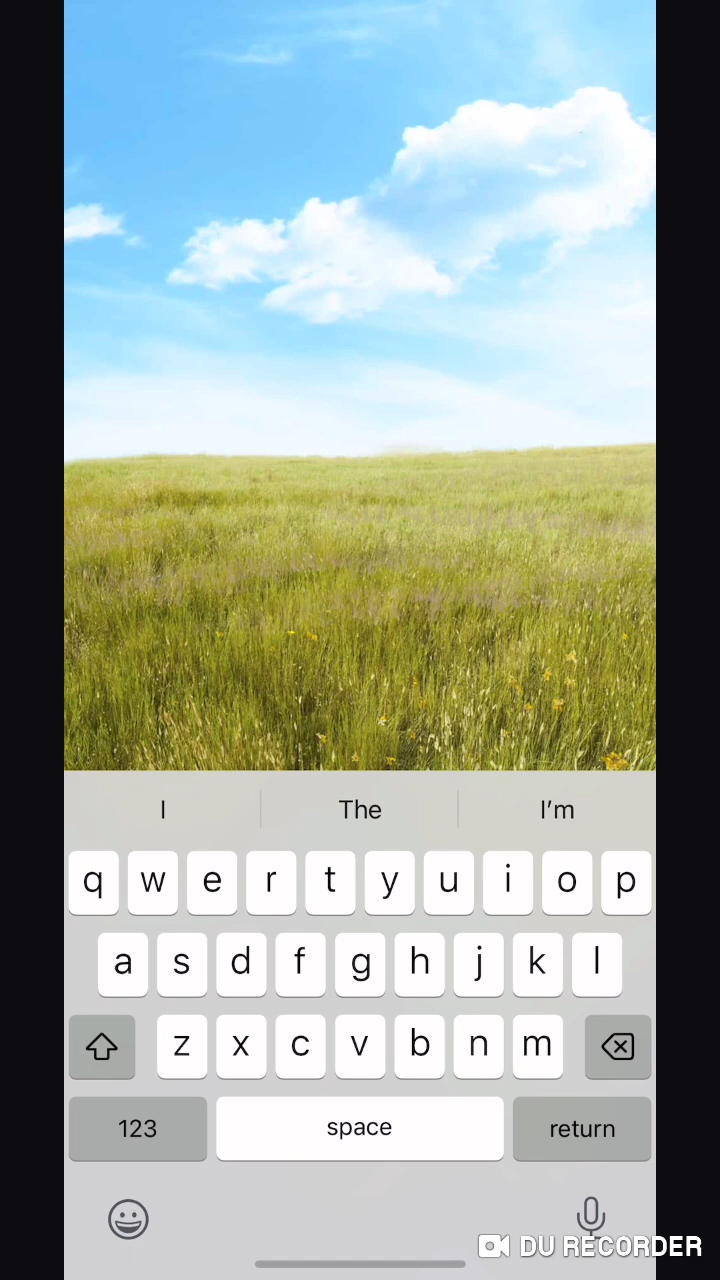 I The I’m
q w e r t y u i o p
a s d f g h j k l
z x c v b n m
123 space return
DU RECORDER